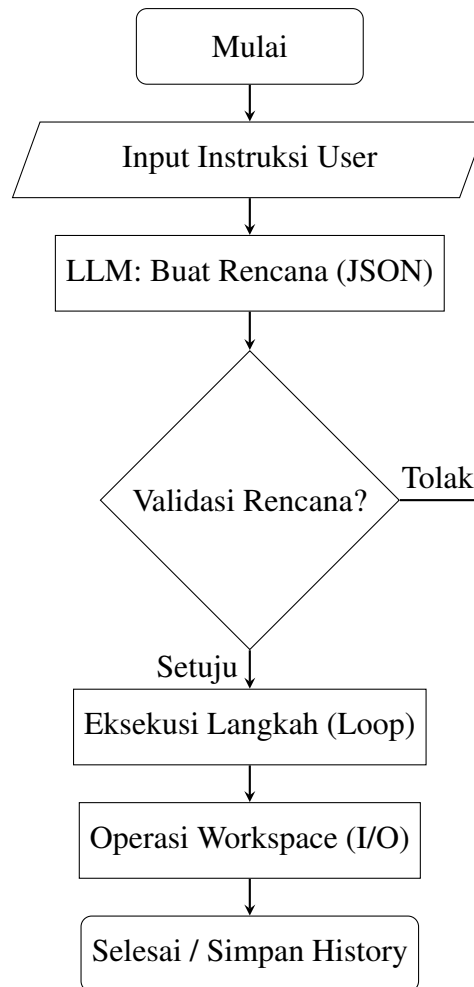 Mulai
Input Instruksi User
LLM: Buat Rencana (JSON)
Validasi Rencana?
Tolak
Setuju
Eksekusi Langkah (Loop)
Operasi Workspace (I/O)
Selesai / Simpan History